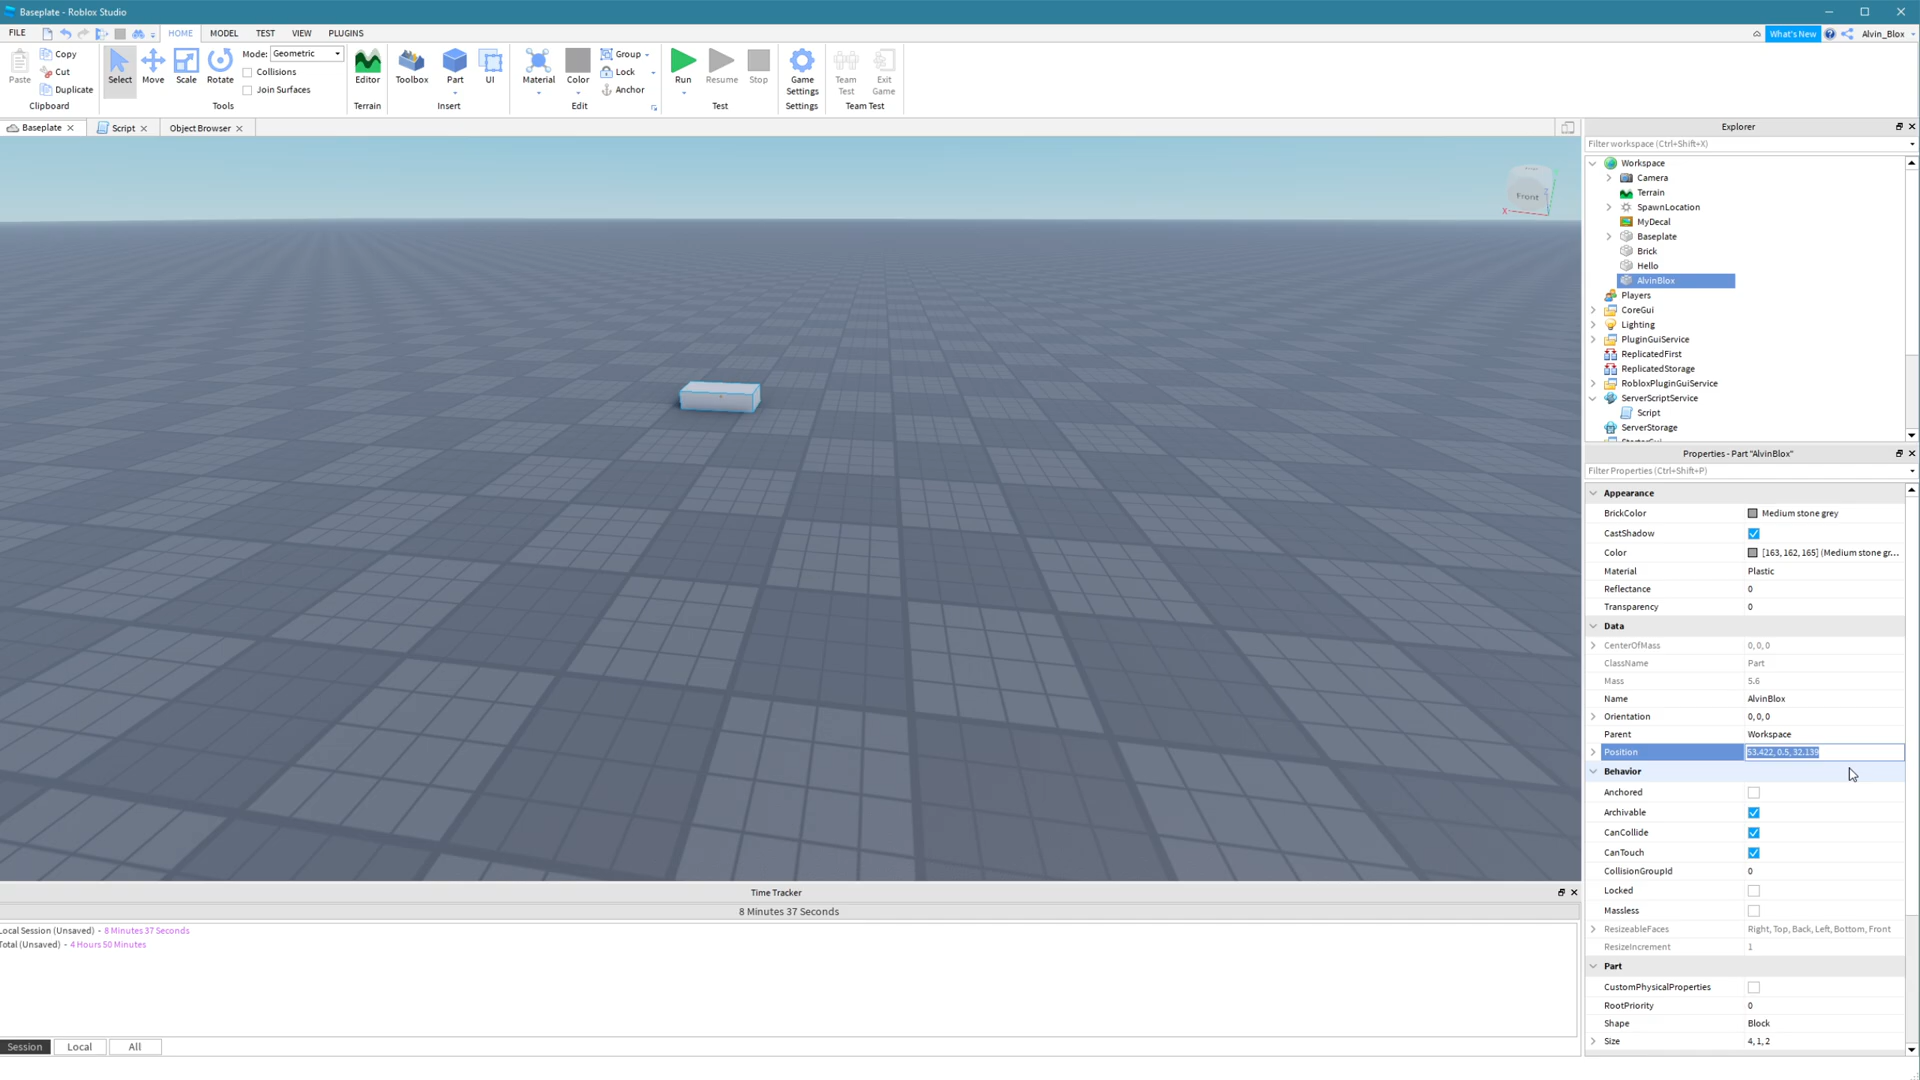 Baseplate - Roblox Studio
FILE HOME MODEL TEST VIEW PLUGINS
What's New Alvin_Blox
Paste Copy Cut Duplicate
Clipboard
Select Move Scale Rotate
Mode: Geometric
Collisions
Join Surfaces
Tools
Editor
Terrain
Toolbox Part UI
Insert
Material Color
Group
Lock
Anchor
Edit
Run Resume Stop
Test
Game Settings
Settings
Team Test Exit Game
Team Test
Baseplate Script Object Browser
Front
X
Explorer
Filter workspace (Ctrl+Shift+X)
Workspace
Camera
Terrain
SpawnLocation
MyDecal
Baseplate
Brick
Hello
AlvinBlox
Players
CoreGui
Lighting
PluginGuiService
ReplicatedFirst
ReplicatedStorage
RobloxPluginGuiService
ServerScriptService
Script
ServerStorage
Properties - Part "AlvinBlox"
Filter Properties (Ctrl+Shift+P)
Appearance
BrickColor Medium stone grey
CastShadow
Color [163, 162, 165] (Medium stone gr...
Material Plastic
Reflectance 0
Transparency 0
Data
CenterOfMass 0, 0, 0
ClassName Part
Mass 5.6
Name AlvinBlox
Orientation 0, 0, 0
Parent Workspace
Position 53.422, 0.5, 32.139
Behavior
Anchored
Archivable
CanCollide
CanTouch
CollisionGroupId 0
Locked
Massless
ResizeableFaces Right, Top, Back, Left, Bottom, Front
ResizeIncrement 1
Part
CustomPhysicalProperties
RootPriority 0
Shape Block
Size 4, 1, 2
Time Tracker
8 Minutes 37 Seconds
Local Session (Unsaved) - 8 Minutes 37 Seconds
Total (Unsaved) - 4 Hours 50 Minutes
Session Local All